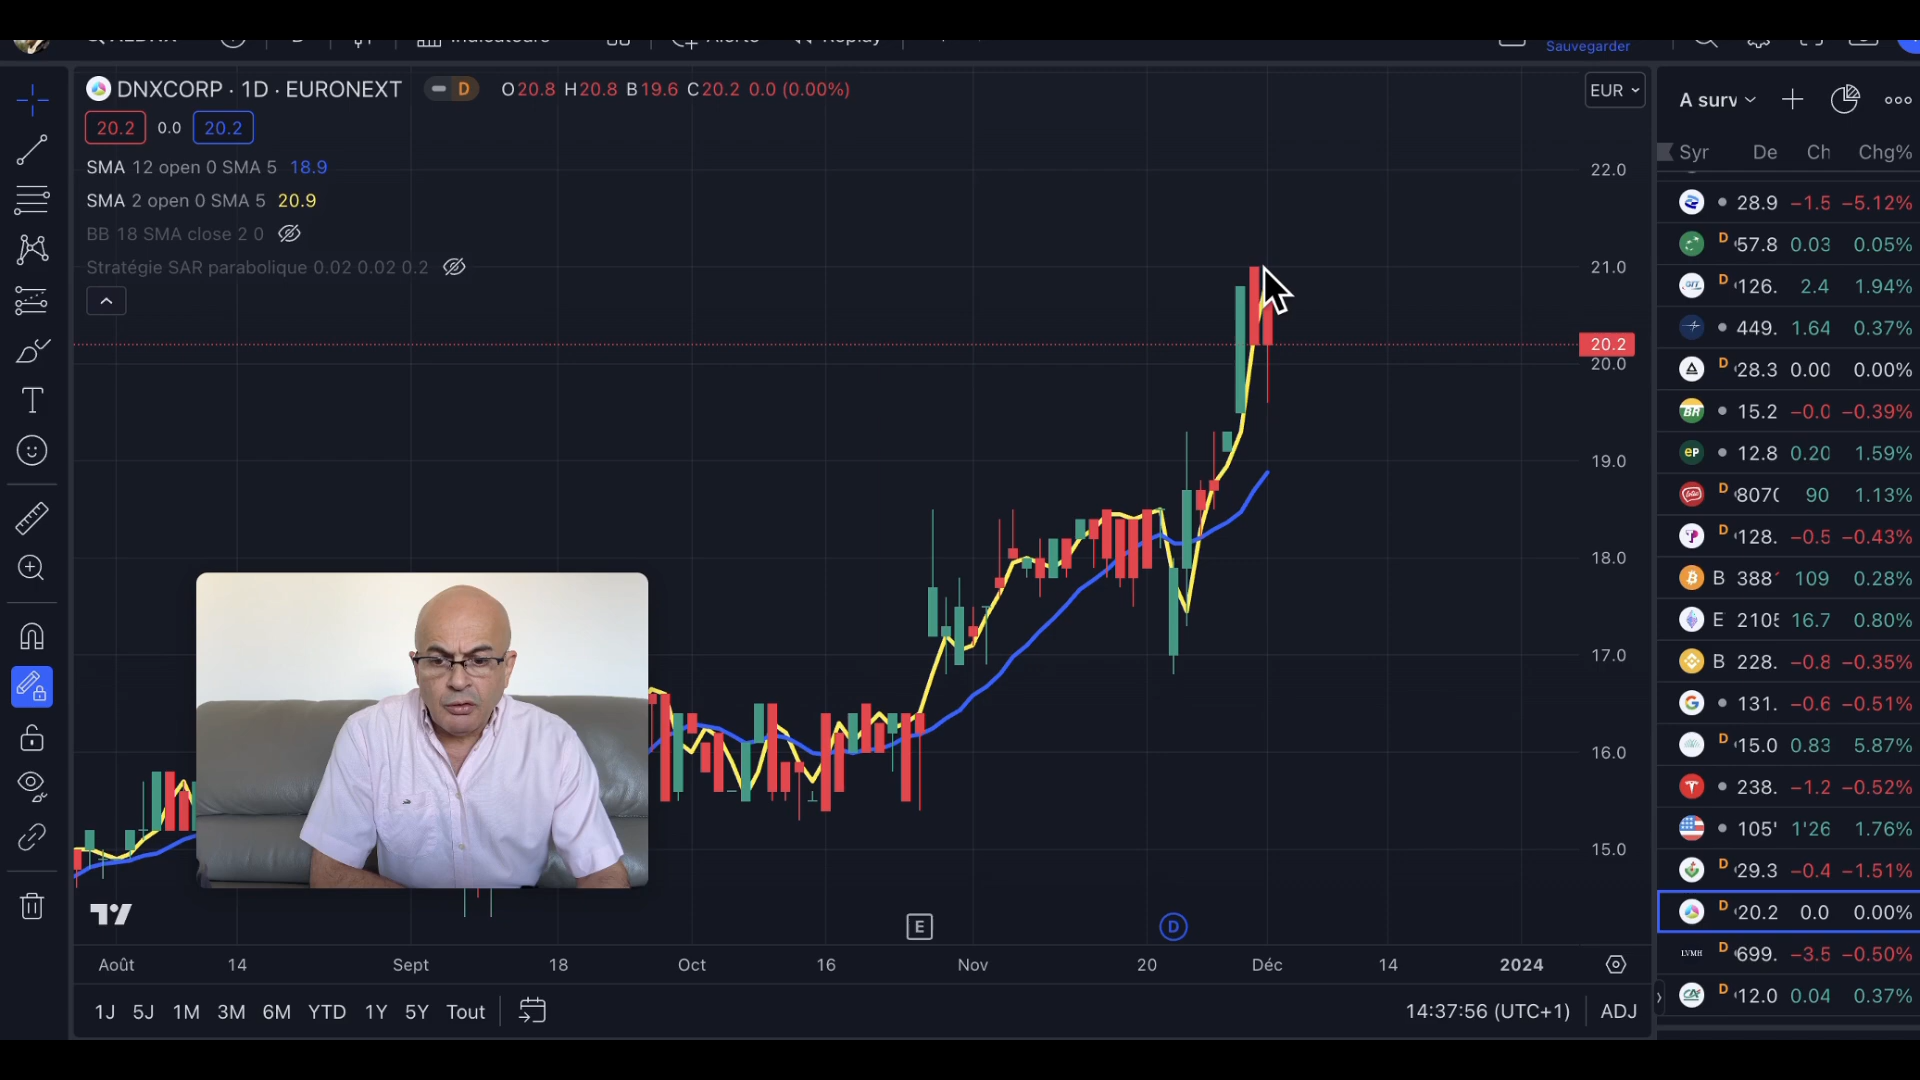 Sauvegarder
DNXCORP · 1D · EURONEXT D O20.8 H20.8 B19.6 C20.2 0.0 (0.00%)
20.2 0.0 20.2
SMA 12 open 0 SMA 5 18.9
SMA 2 open 0 SMA 5 20.9
BB 18 SMA close 2 0
Stratégie SAR parabolique 0.02 0.02 0.2
EUR
22.0
21.0
20.2
20.0
19.0
18.0
17.0
16.0
15.0
E
D
Août 14 Sept 18 Oct 16 Nov 20 Déc 14 2024
1J 5J 1M 3M 6M YTD 1Y 5Y Tout
14:37:56 (UTC+1) ADJ
A surv
Syr De Ch Chg%
28.9 −1.5 −5.12%
D 57.8 0.03 0.05%
D 126. 2.4 1.94%
449. 1.64 0.37%
D 28.3 0.00 0.00%
BR 15.2 −0.0 −0.39%
eP 12.8 0.20 1.59%
D 807 90 1.13%
D 128. −0.5 −0.43%
B 388 109 0.28%
E 210 16.7 0.80%
B 228. −0.8 −0.35%
G 131. −0.6 −0.51%
D 15.0 0.83 5.87%
238. −1.2 −0.52%
105' 1'26 1.76%
D 29.3 −0.4 −1.51%
D 20.2 0.0 0.00%
LVMH D 699. −3.5 −0.50%
D 12.0 0.04 0.37%